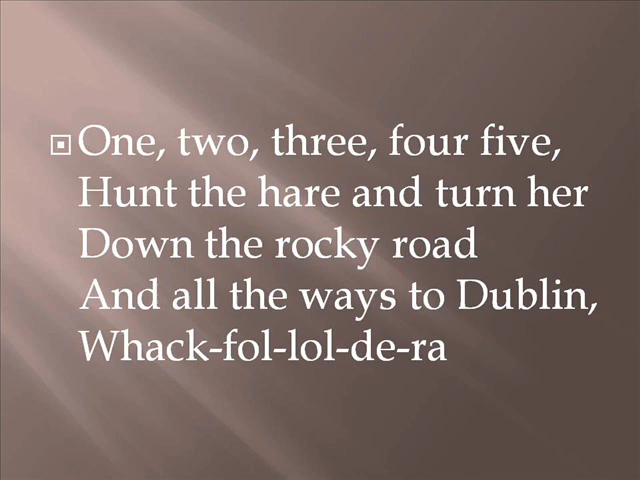 One, two, three, four five,
Hunt the hare and turn her
Down the rocky road
And all the ways to Dublin,
Whack-fol-lol-de-ra